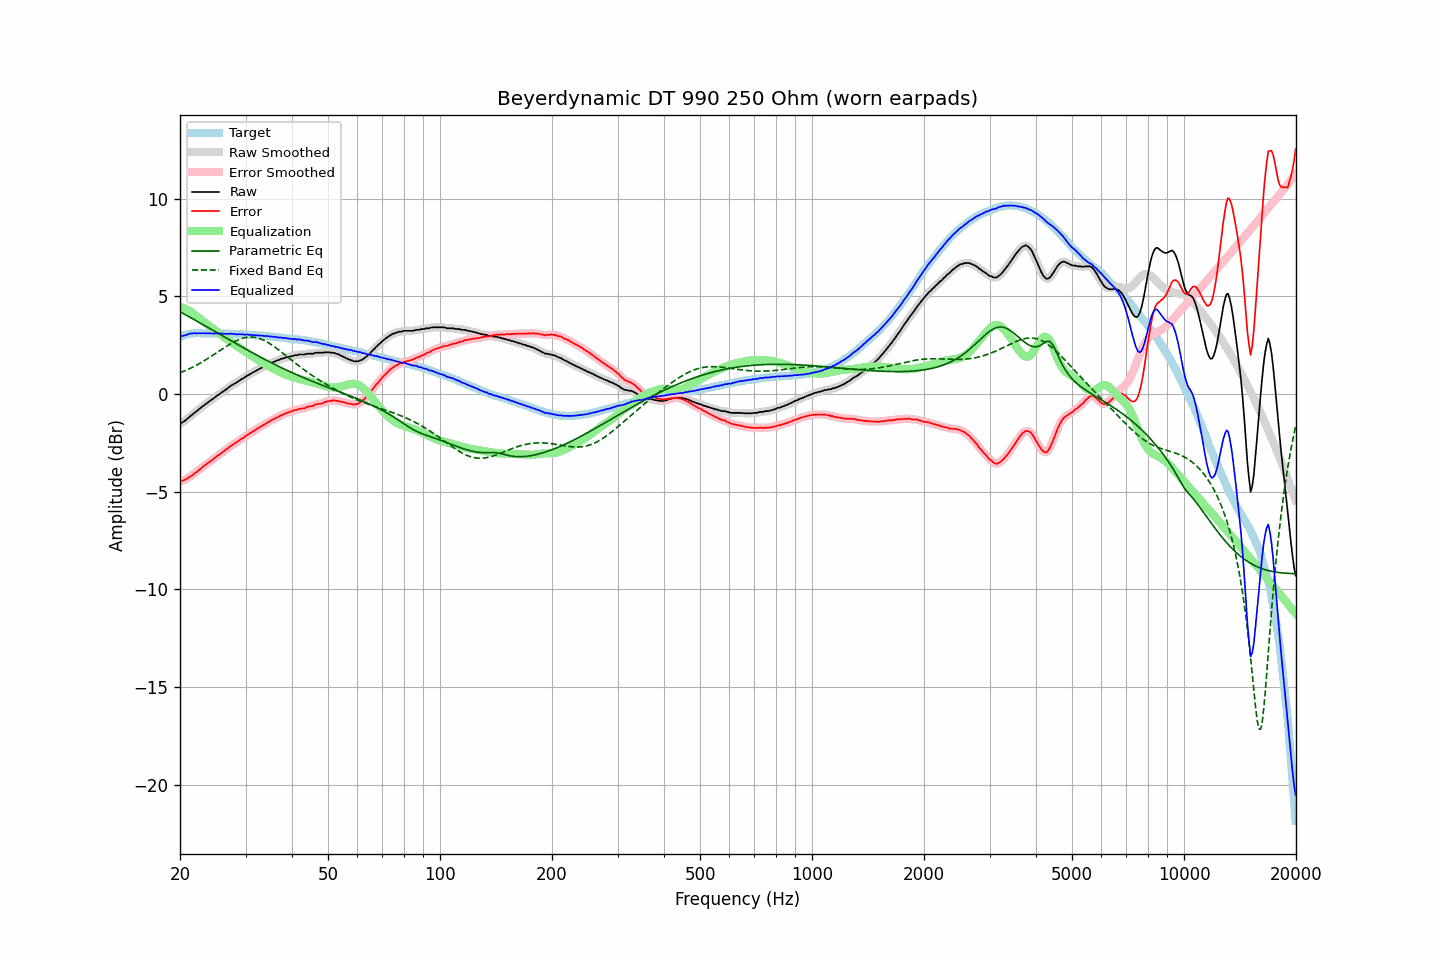 Beyerdynamic DT 990 250 Ohm (worn earpads)
Target
Raw Smoothed
Error Smoothed
Raw
Error
Equalization
Parametric Eq
Fixed Band Eq
Equalized
Amplitude (dBr)
10
5
0
−5
−10
−15
−20
20 50 100 200 500 1000 2000 5000 10000 20000
Frequency (Hz)